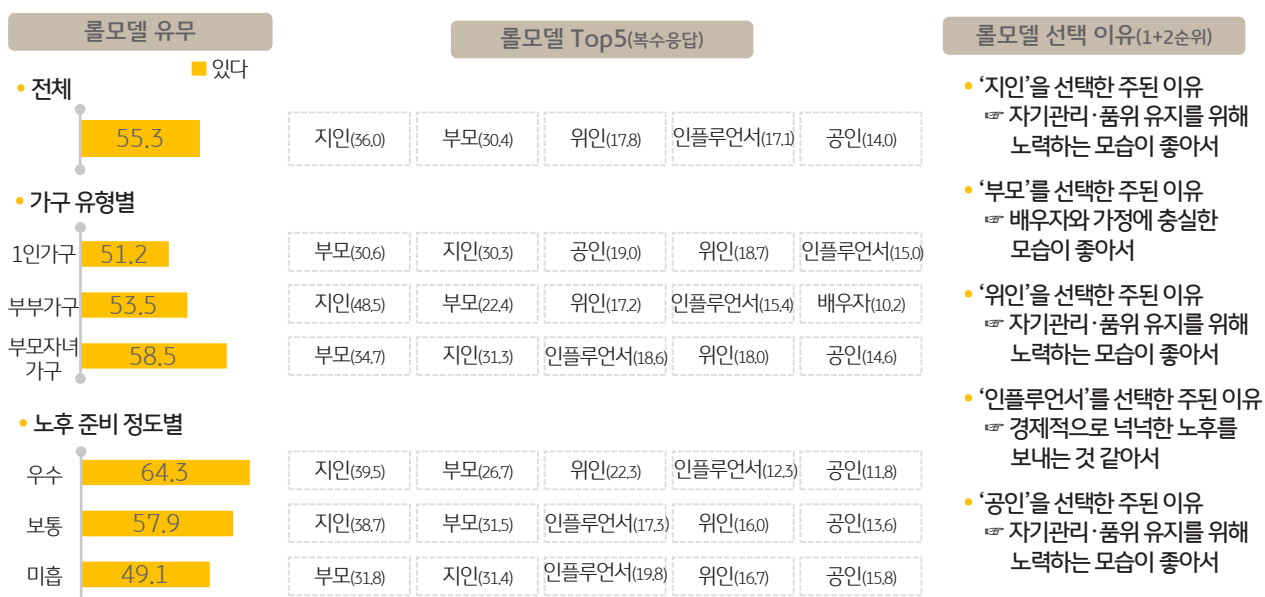 롤모델 유무
롤모델 Top5(복수응답)
롤모델 선택 이유(1+2순위)
있다
• 전체
55.3
지인(36.0) 부모(30.4) 위인(17.8) 인플루언서(17.1) 공인(14.0)
• 가구 유형별
1인가구 51.2
부모(30.6) 지인(30.3) 공인(19.0) 위인(18.7) 인플루언서(15.0)
부부가구 53.5
지인(48.5) 부모(22.4) 위인(17.2) 인플루언서(15.4) 배우자(10.2)
부모자녀
가구
58.5
부모(34.7) 지인(31.3) 인플루언서(18.6) 위인(18.0) 공인(14.6)
• 노후 준비 정도별
우수 64.3
지인(39.5) 부모(26.7) 위인(22.3) 인플루언서(12.3) 공인(11.8)
보통 57.9
지인(38.7) 부모(31.5) 인플루언서(17.3) 위인(16.0) 공인(13.6)
미흡 49.1
부모(31.8) 지인(31.4) 인플루언서(19.8) 위인(16.7) 공인(15.8)
• ‘지인’을 선택한 주된 이유
☞ 자기관리·품위 유지를 위해
노력하는 모습이 좋아서
• ‘부모’를 선택한 주된 이유
☞ 배우자와 가정에 충실한
모습이 좋아서
• ‘위인’을 선택한 주된 이유
☞ 자기관리·품위 유지를 위해
노력하는 모습이 좋아서
• ‘인플루언서’를 선택한 주된 이유
☞ 경제적으로 넉넉한 노후를
보내는 것 같아서
• ‘공인’을 선택한 주된 이유
☞ 자기관리·품위 유지를 위해
노력하는 모습이 좋아서